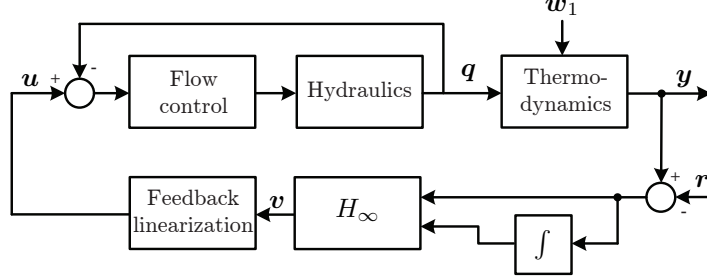 w₁
u
+
-
Flow
control
Hydraulics
q
Thermo-
dynamics
y
Feedback
linearization
v
H∞
∫
+
-
r